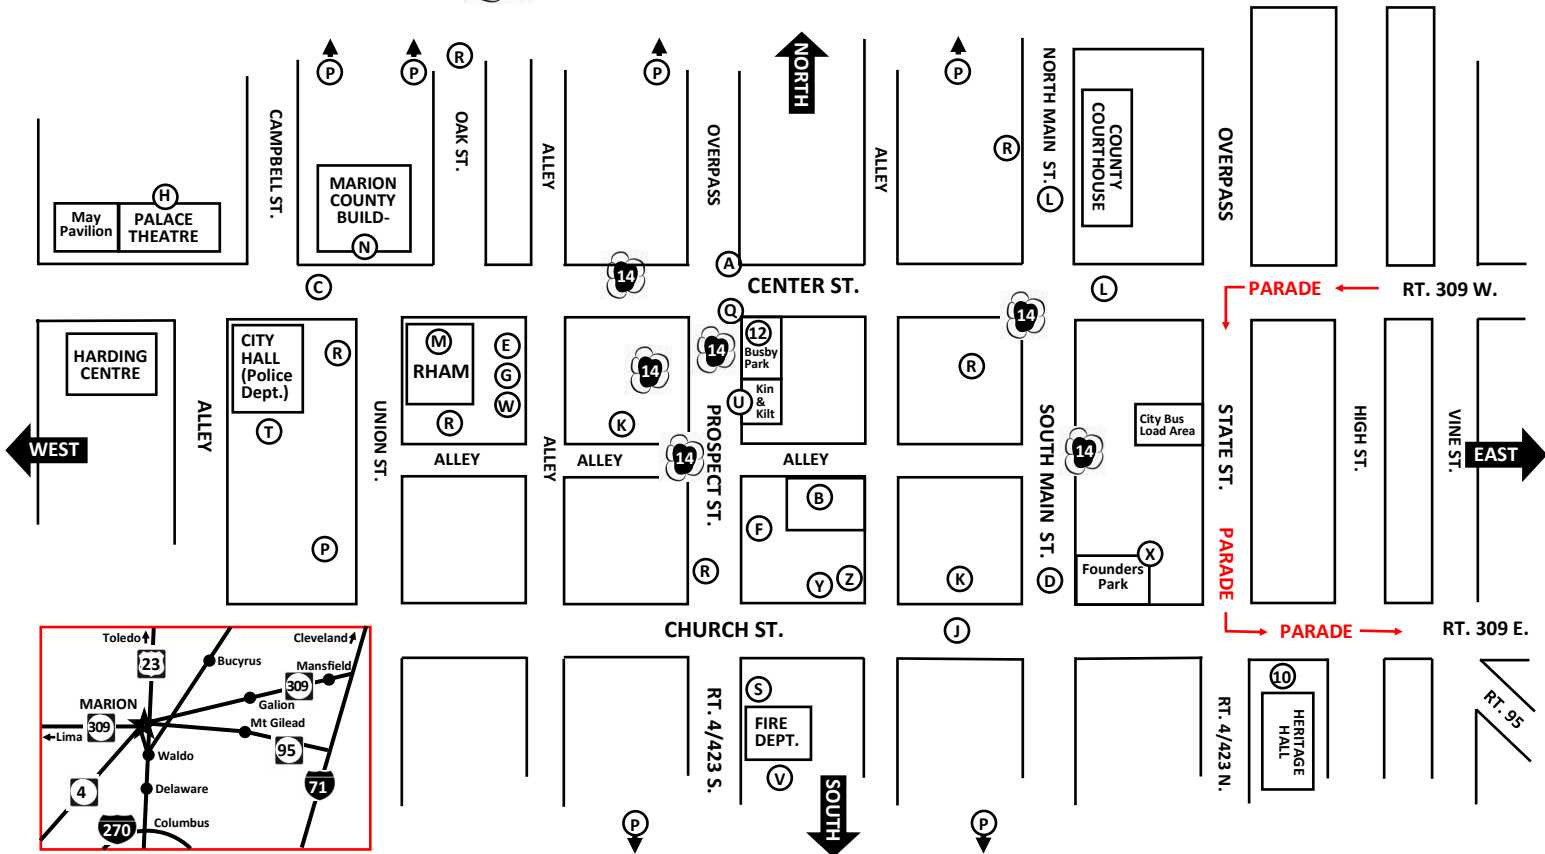 P
P
R
P
NORTH
P
NORTH MAIN ST.
COUNTY
COURTHOUSE
CAMPBELL ST.
OAK ST.
ALLEY
OVERPASS
ALLEY
R
OVERPASS
H
May
Pavilion
PALACE
THEATRE
MARION
COUNTY
BUILD-
N
L
C
14
A
CENTER ST.
L
PARADE
RT. 309 W.
Q
14
HARDING
CENTRE
CITY
HALL
(Police
Dept.)
R
M
RHAM
E
G
W
R
14
14
12
Busby
Park
U
Kin
&
Kilt
R
K
City Bus
Load Area
T
ALLEY
UNION ST.
ALLEY
PROSPECT ST.
SOUTH MAIN ST.
STATE ST.
HIGH ST.
VINE ST.
WEST
ALLEY
ALLEY
14
ALLEY
14
EAST
B
F
P
R
Y
Z
K
D
X
Founders
Park
PARADE
CHURCH ST.
J
PARADE
RT. 309 E.
Toledo
Cleveland
23
Bucyrus
Mansfield
309
MARION
Galion
309
Lima
Mt Gilead
95
Waldo
71
4
Delaware
270
Columbus
RT. 4/423 S.
S
FIRE
DEPT.
V
SOUTH
P
P
RT. 4/423 N.
10
HERITAGE
HALL
RT. 95